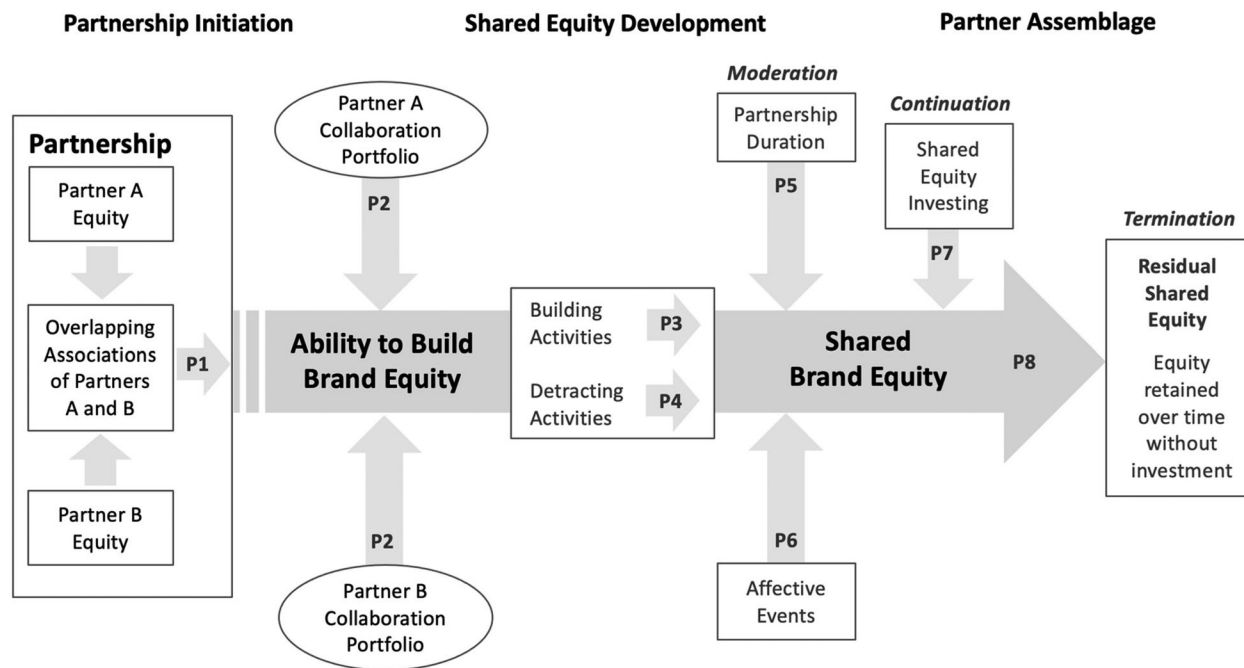 Partnership Initiation
Shared Equity Development
Partner Assemblage
Partnership
Partner A
Equity
Overlapping
Associations
of Partners
A and B
Partner B
Equity
P1
Partner A
Collaboration
Portfolio
P2
Ability to Build
Brand Equity
P2
Partner B
Collaboration
Portfolio
Building
Activities
P3
Detracting
Activities
P4
Moderation
Partnership
Duration
P5
Shared
Brand Equity
P6
Affective
Events
Continuation
Shared
Equity
Investing
P7
P8
Termination
Residual
Shared
Equity
Equity
retained
over time
without
investment